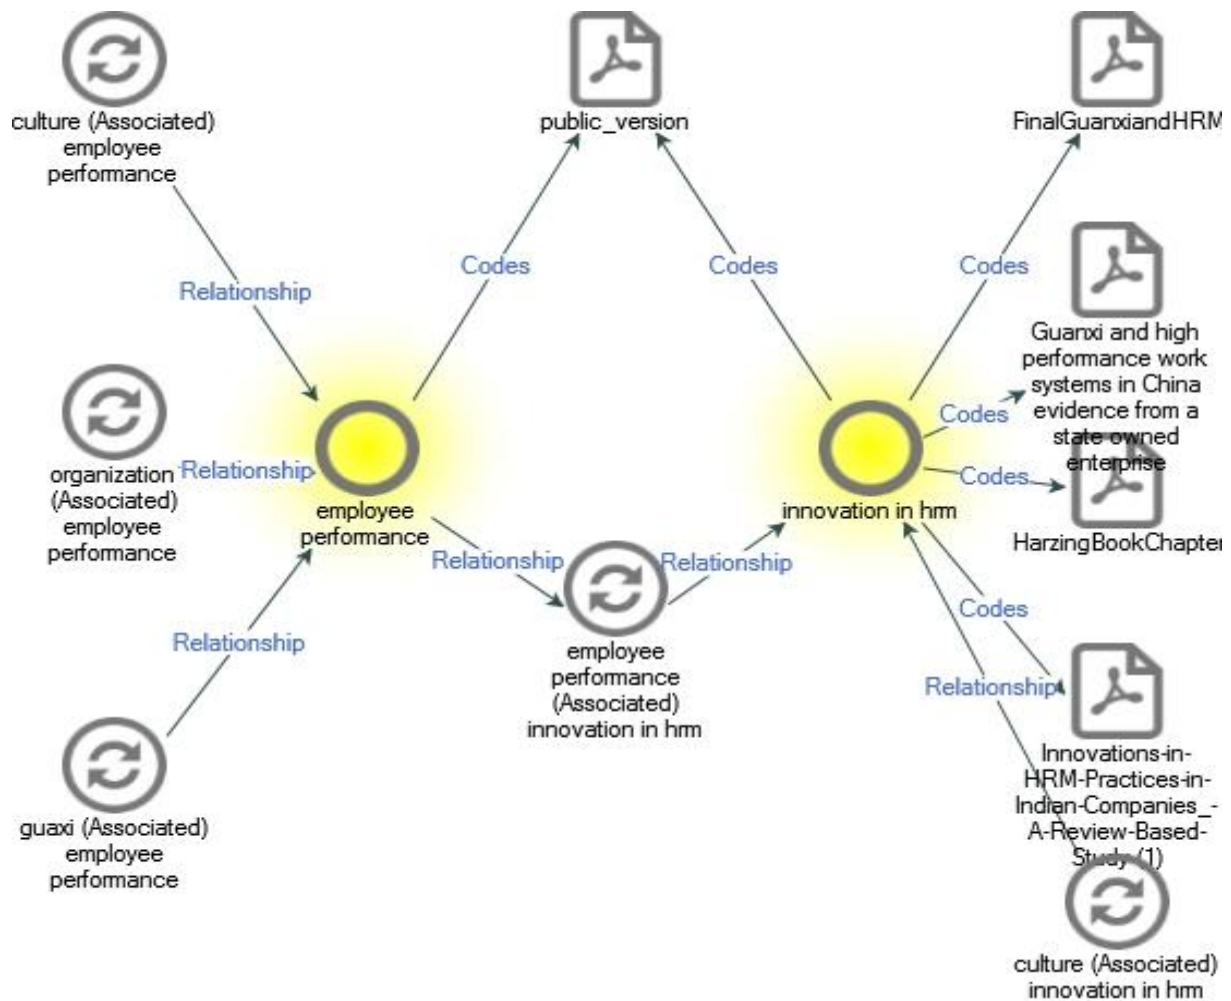 culture (Associated)
employee
performance
public_version
FinalGuanxiandHRM
Relationship
Codes
Codes
Codes
Guanxi and high
performance work
systems in China
evidence from a
state owned
enterprise
Codes
organization
(Associated)
employee
performance
Relationship
employee
performance
innovation in hrm
Codes
HarzingBookChapter
Relationship
Relationship
employee
performance
(Associated)
innovation in hrm
Codes
Relationship
Relationship
guaxi (Associated)
employee
performance
Innovations-in-
HRM-Practices-in-
Indian-Companies_-
A-Review-Based-
Study (1)
culture (Associated)
innovation in hrm